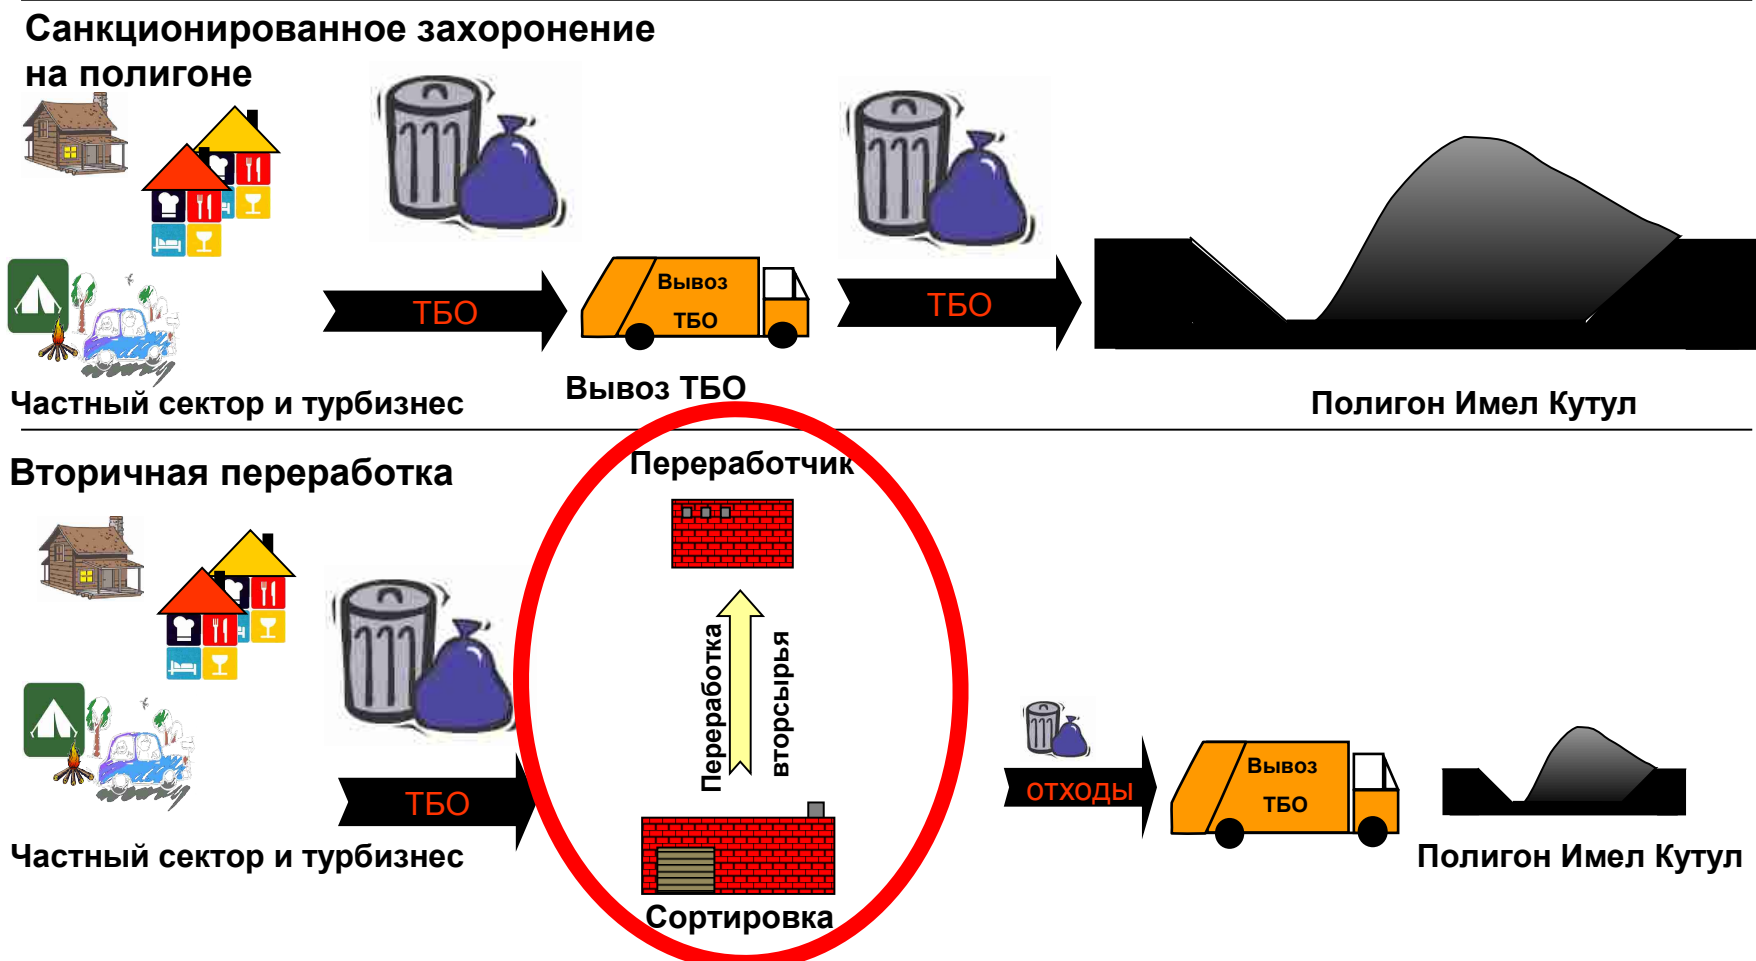 Санкционированное захоронение
на полигоне
ТБО
Вывоз
ТБО
ТБО
Частный сектор и турбизнес
Вывоз ТБО
Полигон Имел Кутул
Вторичная переработка
Переработчик
Переработка
вторсырья
ТБО
отходы
Вывоз
ТБО
Частный сектор и турбизнес
Полигон Имел Кутул
Сортировка